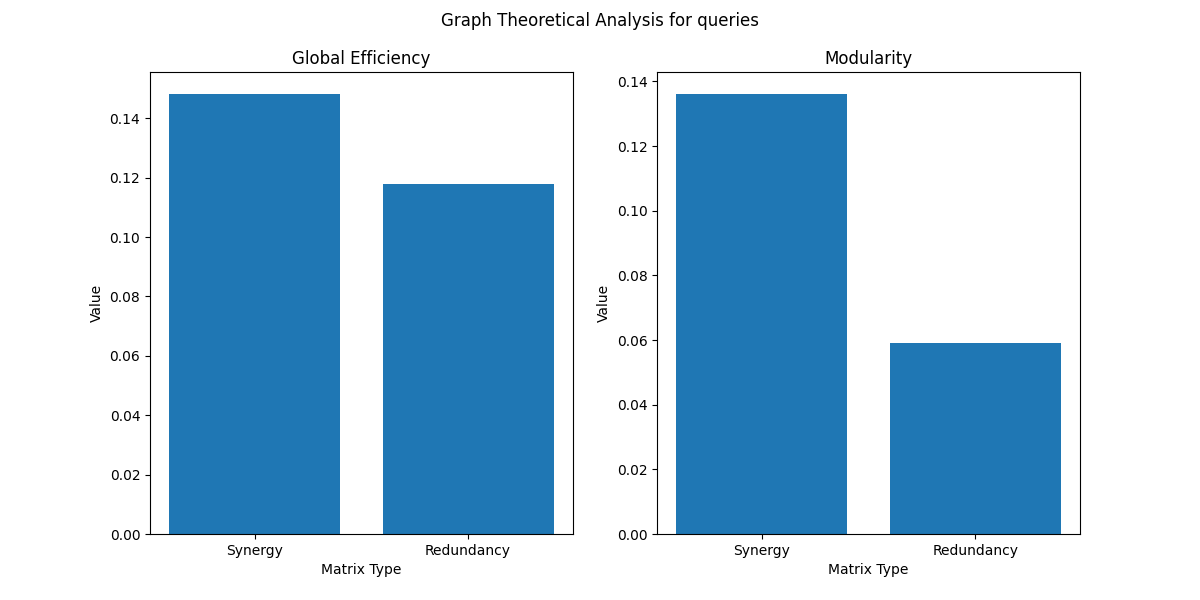 Graph Theoretical Analysis for queries
Global Efficiency
Value
0.14
0.12
0.10
0.08
0.06
0.04
0.02
0.00
Synergy Redundancy
Matrix Type
Modularity
Value
0.14
0.12
0.10
0.08
0.06
0.04
0.02
0.00
Synergy Redundancy
Matrix Type